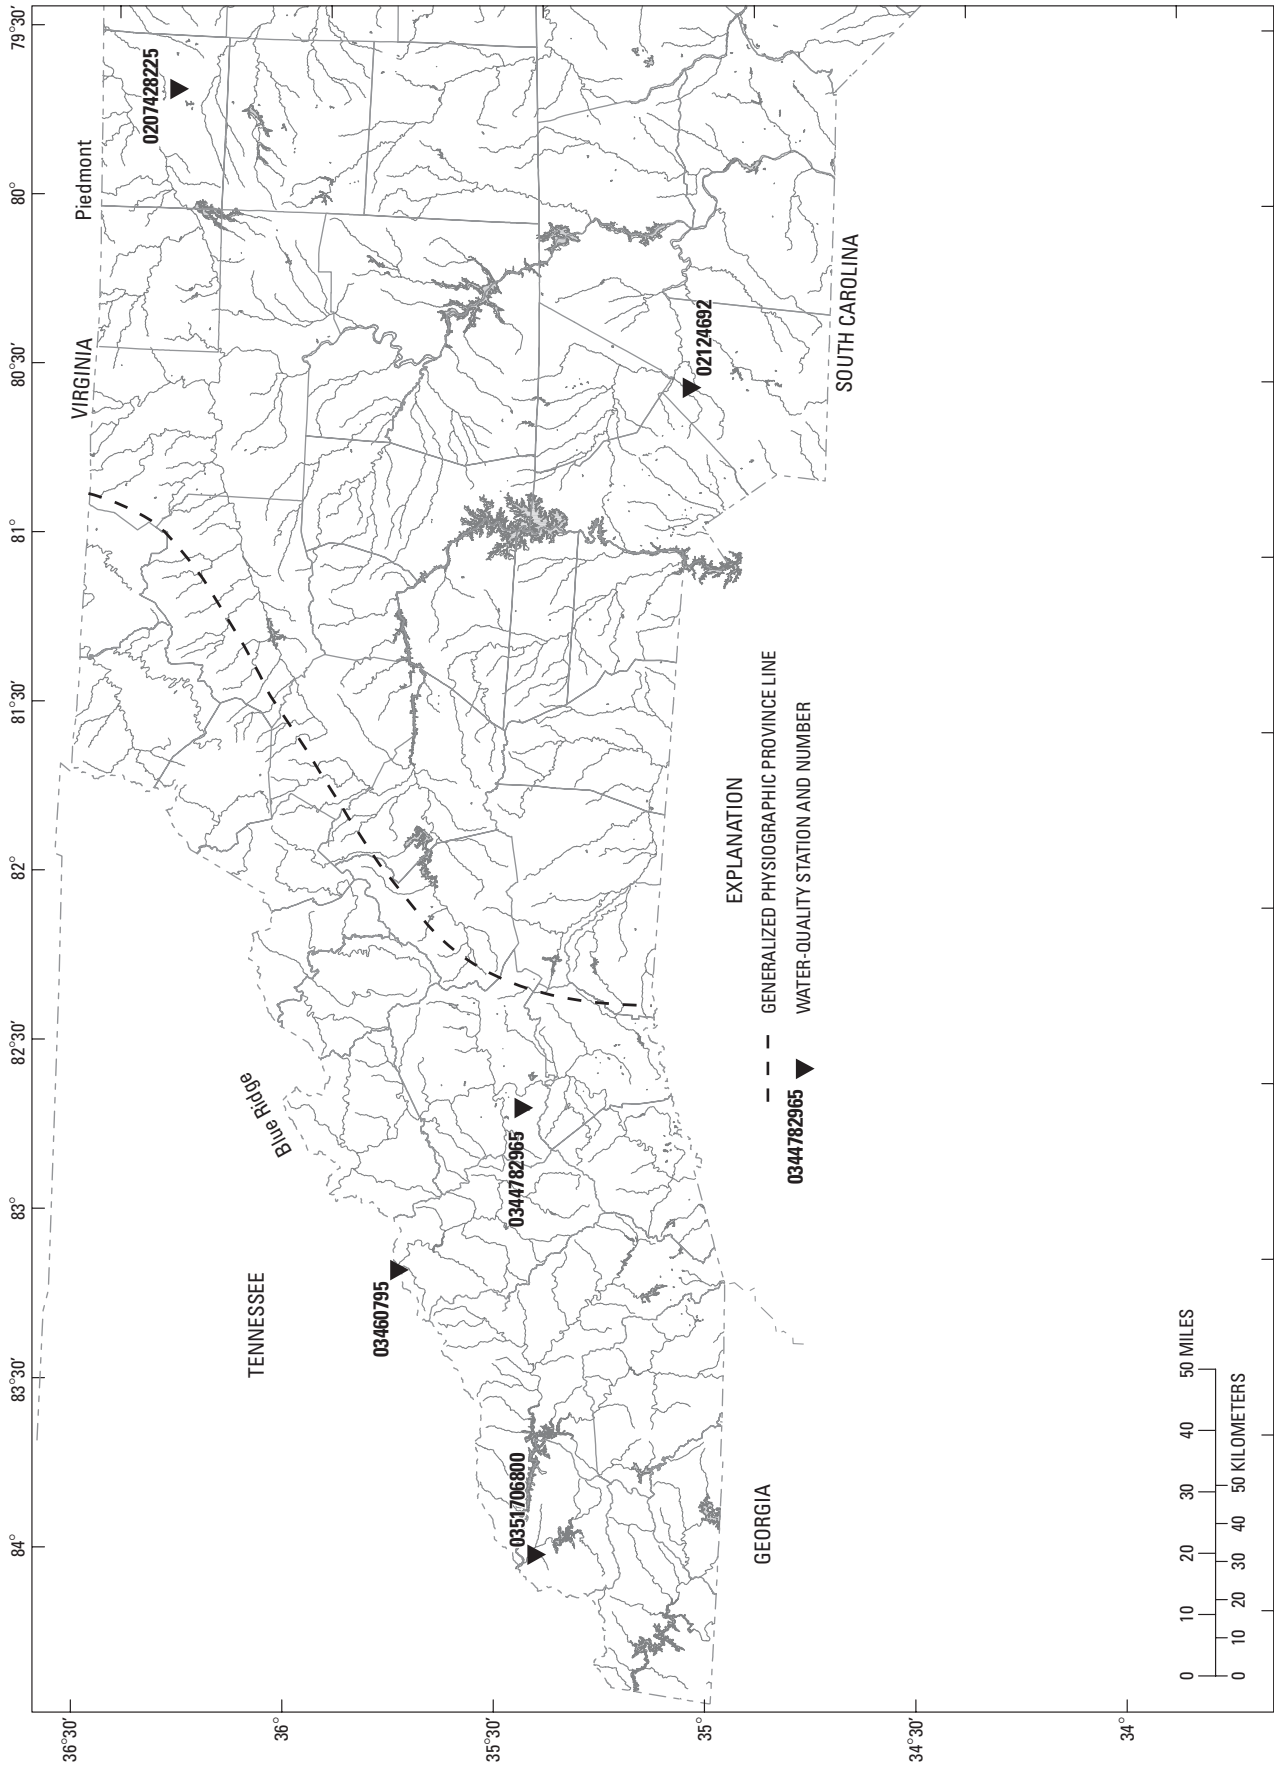 84°
83°30'
83°
82°30'
82°
81°30'
81°
80°30'
80°
79°30'
36°30'
36°
35°30'
35°
34°30'
34°
VIRGINIA
Piedmont
0207428225
TENNESSEE
Blue Ridge
03460795
0344782965
0351706800
02124692
SOUTH CAROLINA
GEORGIA
EXPLANATION
GENERALIZED PHYSIOGRAPHIC PROVINCE LINE
0344782965 WATER-QUALITY STATION AND NUMBER
0 10 20 30 40 50 MILES
0 10 20 30 40 50 KILOMETERS